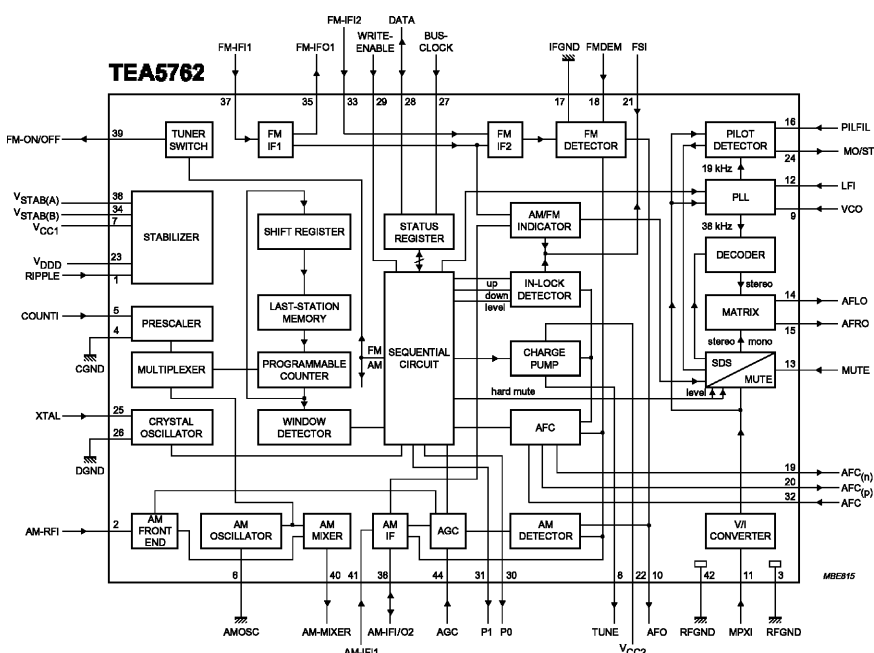 FM-IFI2 DATA
FM-IFI1 FM-IFO1 WRITE-ENABLE BUS-CLOCK IFGND FMDEM FSI
TEA5762
37 35 33 29 28 27 17 18 21
FM-ON/OFF 39 TUNER SWITCH FM IF1 FM IF2 FM DETECTOR PILOT DETECTOR 16 PILFIL
24 MO/ST
19 kHz
VSTAB(A) 38
VSTAB(B) 34
VCC1 7
VDDD 23
RIPPLE 1
STABILIZER
SHIFT REGISTER
STATUS REGISTER
AM/FM INDICATOR
PLL 12 LFI
9 VCO
38 kHz
DECODER
stereo
up
down
level
IN-LOCK DETECTOR
LAST-STATION MEMORY
MATRIX 14 AFLO
15 AFRO
stereo mono
COUNTI 5 PRESCALER
4 CGND
MULTIPLEXER
PROGRAMMABLE COUNTER
FM
AM
SEQUENTIAL CIRCUIT
CHARGE PUMP
SDS
MUTE
13 MUTE
hard mute level
XTAL 25 CRYSTAL OSCILLATOR
26 DGND
WINDOW DETECTOR
AFC
19 AFC(n)
20 AFC(p)
32 AFC
AM-RFI 2 AM FRONT END
AM OSCILLATOR
AM MIXER
AM IF
AGC
AM DETECTOR
V/I CONVERTER
6 40 41 36 44 31 30 8 22 10 42 11 3 MBE815
AMOSC AM-MIXER AM-IFI/O2 AGC P1 P0 TUNE AFO RFGND MPXI RFGND
AM-IFI1 VCC2